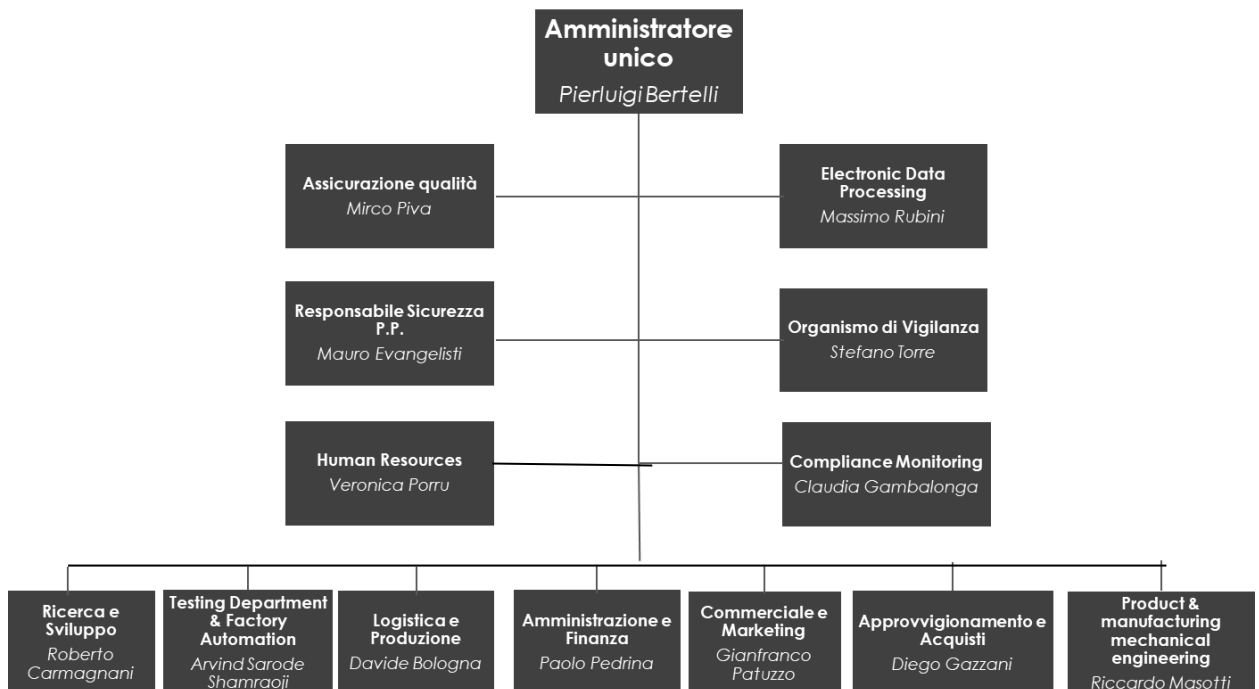 Amministratore
unico
Pierluigi Bertelli
Assicurazione qualità
Mirco Piva
Electronic Data
Processing
Massimo Rubini
Responsabile Sicurezza
P.P.
Mauro Evangelisti
Organismo di Vigilanza
Stefano Torre
Human Resources
Veronica Porru
Compliance Monitoring
Claudia Gambalonga
Ricerca e
Sviluppo
Roberto
Carmagnani
Testing Department
& Factory
Automation
Arvind Sarode
Shamraoji
Logistica e
Produzione
Davide Bologna
Amministrazione e
Finanza
Paolo Pedrina
Commerciale e
Marketing
Gianfranco
Patuzzo
Approvvigionamento e
Acquisti
Diego Gazzani
Product &
manufacturing
mechanical
engineering
Riccardo Masotti